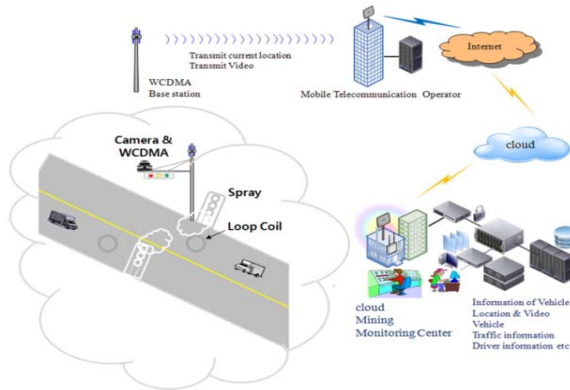 Transmit current location
Transmit Video
WCDMA
Base station
Mobile Telecommunication Operator
Internet
cloud
Camera &
WCDMA
Spray
Loop Coil
cloud
Mining
Monitoring Center
Information of Vehicle
Location & Video
Vehicle
Traffic information
Driver information etc